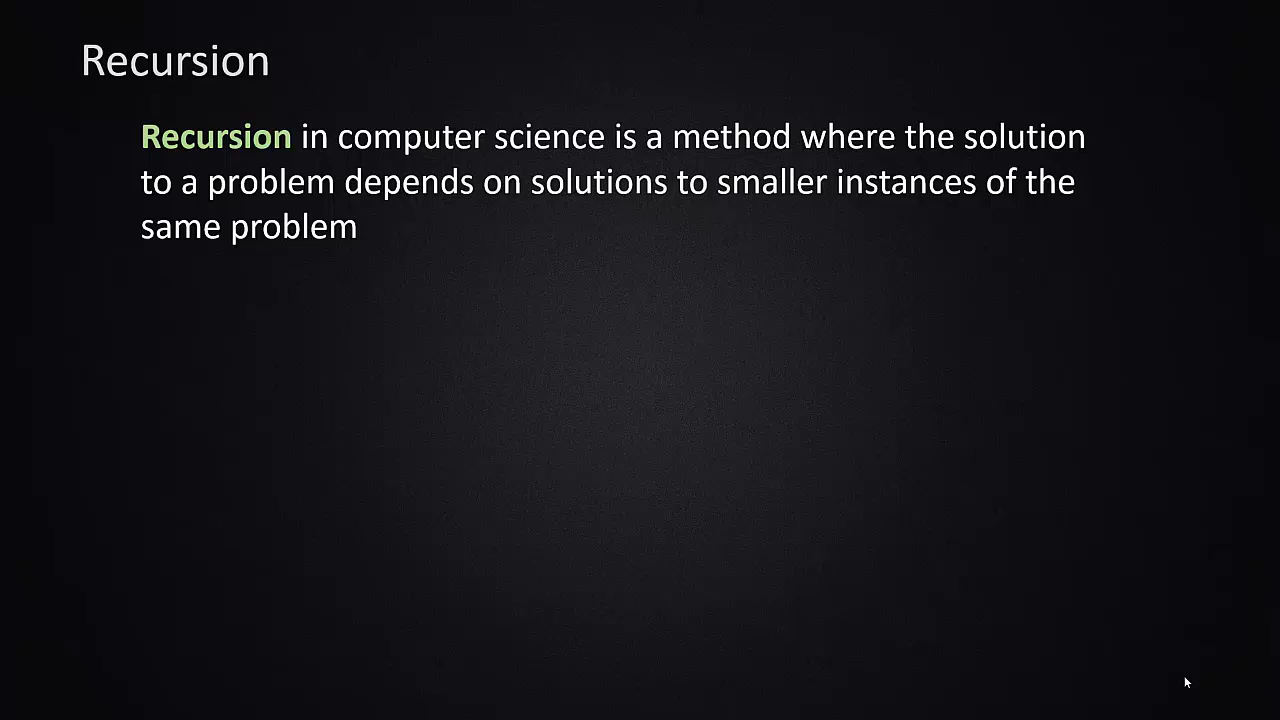 Recursion
Recursion in computer science is a method where the solution
to a problem depends on solutions to smaller instances of the
same problem